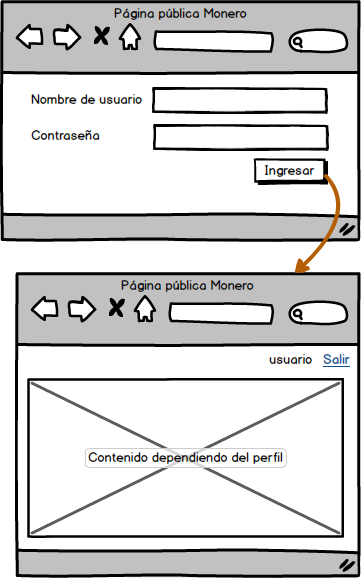 Página pública Monero
Nombre de usuario
Contraseña
Ingresar
Página pública Monero
usuario Salir
Contenido dependiendo del perfil